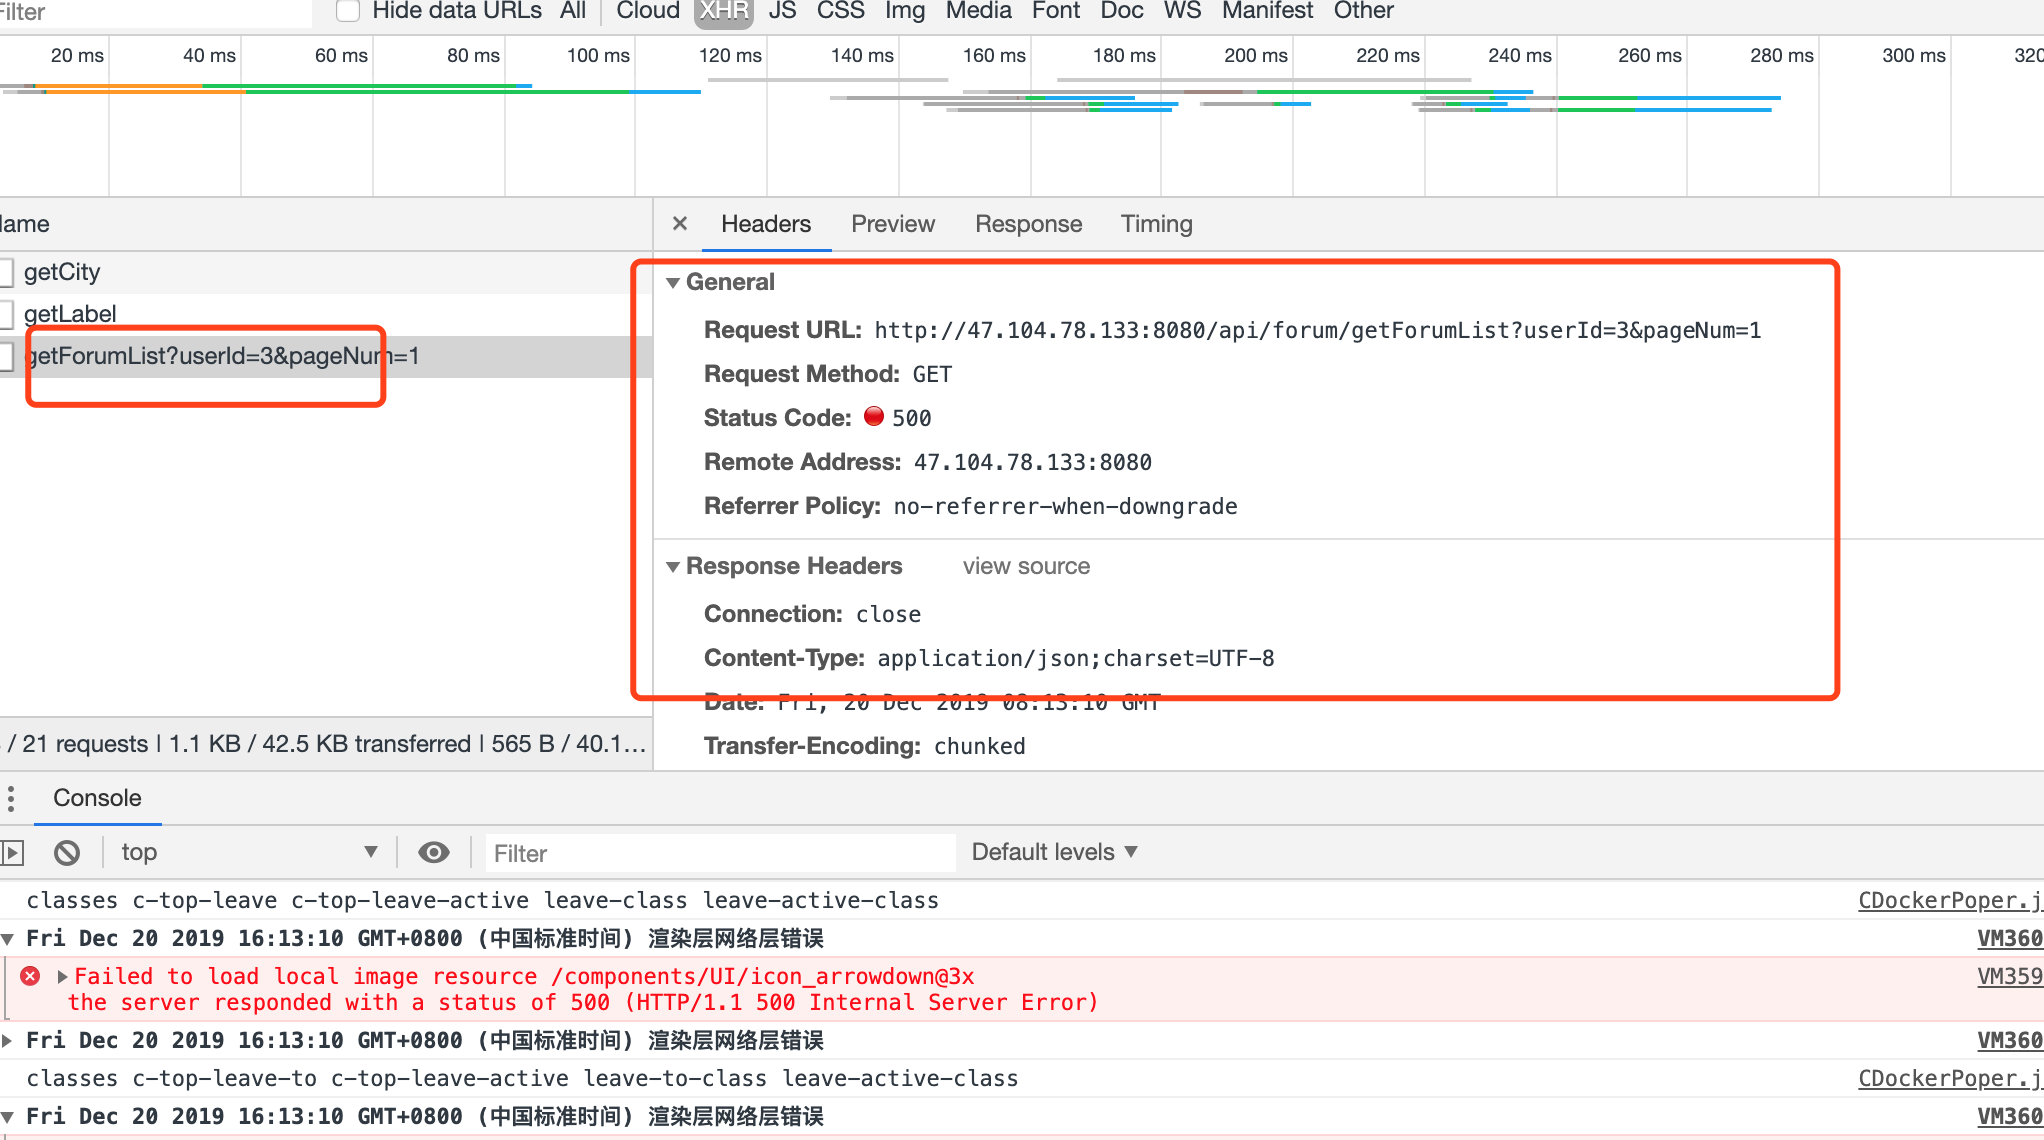 Filter
Hide data URLs All Cloud XHR JS CSS Img Media Font Doc WS Manifest Other
20 ms 40 ms 60 ms 80 ms 100 ms 120 ms 140 ms 160 ms 180 ms 200 ms 220 ms 240 ms 260 ms 280 ms 300 ms 320
lame
× Headers Preview Response Timing
getCity
getLabel
getForumList?userId=3&pageNum=1
/ 21 requests | 1.1 KB / 42.5 KB transferred | 565 B / 40.1...
General
Request URL: http://47.104.78.133:8080/api/forum/getForumList?userId=3&pageNum=1
Request Method: GET
Status Code: 500
Remote Address: 47.104.78.133:8080
Referrer Policy: no-referrer-when-downgrade
Response Headers view source
Connection: close
Content-Type: application/json;charset=UTF-8
Date: Fri, 20 Dec 2019 08:13:10 GMT
Transfer-Encoding: chunked
Console
top Filter Default levels
classes c-top-leave c-top-leave-active leave-class leave-active-class CDockerPoper.j
Fri Dec 20 2019 16:13:10 GMT+0800 (中国标准时间) 渲染层网络层错误 VM360
Failed to load local image resource /components/UI/icon_arrowdown@3x VM359
the server responded with a status of 500 (HTTP/1.1 500 Internal Server Error)
Fri Dec 20 2019 16:13:10 GMT+0800 (中国标准时间) 渲染层网络层错误 VM360
classes c-top-leave-to c-top-leave-active leave-to-class leave-active-class CDockerPoper.j
Fri Dec 20 2019 16:13:10 GMT+0800 (中国标准时间) 渲染层网络层错误 VM360